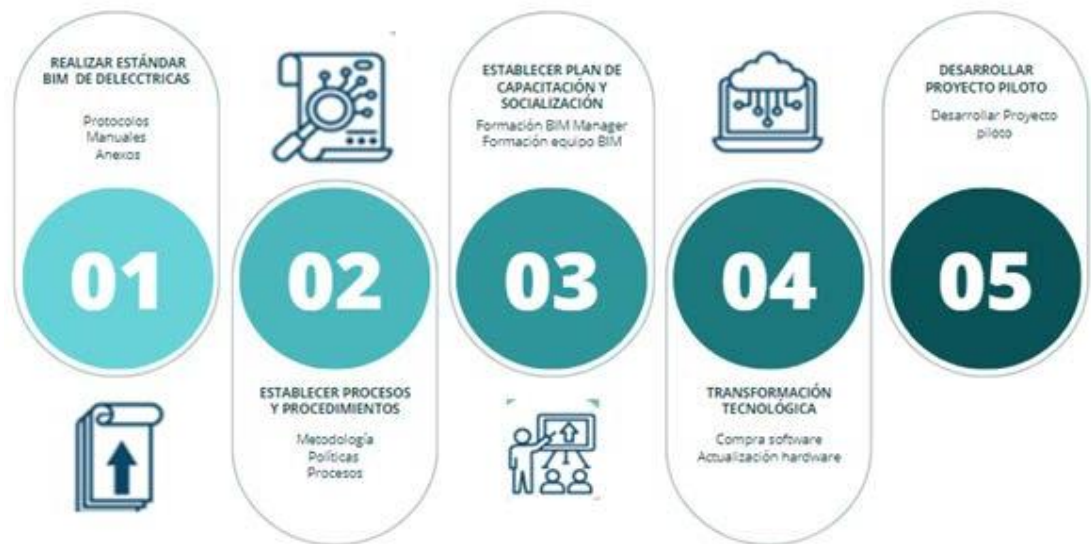 REALIZAR ESTÁNDAR
BIM DE DELECCTRICAS
Protocolos
Manuales
Anexos
01
02
ESTABLECER PROCESOS
Y PROCEDIMIENTOS
Metodología
Políticas
Procesos
ESTABLECER PLAN DE
CAPACITACIÓN Y
SOCIALIZACIÓN
Formación BIM Manager
Formación equipo BIM
03
04
TRANSFORMACIÓN
TECNOLÓGICA
Compra software
Actualización hardware
DESARROLLAR
PROYECTO PILOTO
Desarrollar Proyecto
piloto
05